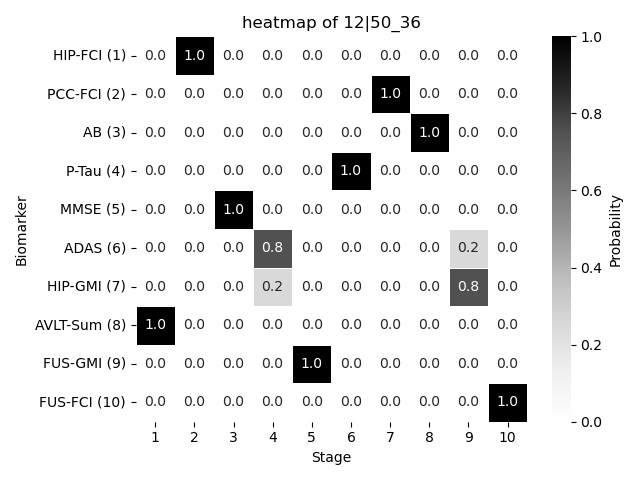 heatmap of 12|50_36
Biomarker
HIP-FCI (1) 0.0 1.0 0.0 0.0 0.0 0.0 0.0 0.0 0.0 0.0
PCC-FCI (2) 0.0 0.0 0.0 0.0 0.0 0.0 1.0 0.0 0.0 0.0
AB (3) 0.0 0.0 0.0 0.0 0.0 0.0 0.0 1.0 0.0 0.0
P-Tau (4) 0.0 0.0 0.0 0.0 0.0 1.0 0.0 0.0 0.0 0.0
MMSE (5) 0.0 0.0 1.0 0.0 0.0 0.0 0.0 0.0 0.0 0.0
ADAS (6) 0.0 0.0 0.0 0.8 0.0 0.0 0.0 0.0 0.2 0.0
HIP-GMI (7) 0.0 0.0 0.0 0.2 0.0 0.0 0.0 0.0 0.8 0.0
AVLT-Sum (8) 1.0 0.0 0.0 0.0 0.0 0.0 0.0 0.0 0.0 0.0
FUS-GMI (9) 0.0 0.0 0.0 0.0 1.0 0.0 0.0 0.0 0.0 0.0
FUS-FCI (10) 0.0 0.0 0.0 0.0 0.0 0.0 0.0 0.0 0.0 1.0
1 2 3 4 5 6 7 8 9 10
Stage
1.0
0.8
0.6
0.4
0.2
0.0
Probability